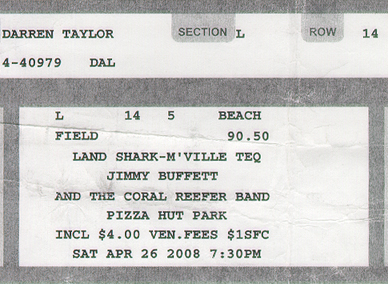 DARREN TAYLOR SECTION L ROW 14
4-40979 DAL
L 14 5 BEACH
FIELD 90.50
LAND SHARK-M'VILLE TEQ
JIMMY BUFFETT
AND THE CORAL REEFER BAND
PIZZA HUT PARK
INCL $4.00 VEN.FEES $1SFC
SAT APR 26 2008 7:30PM